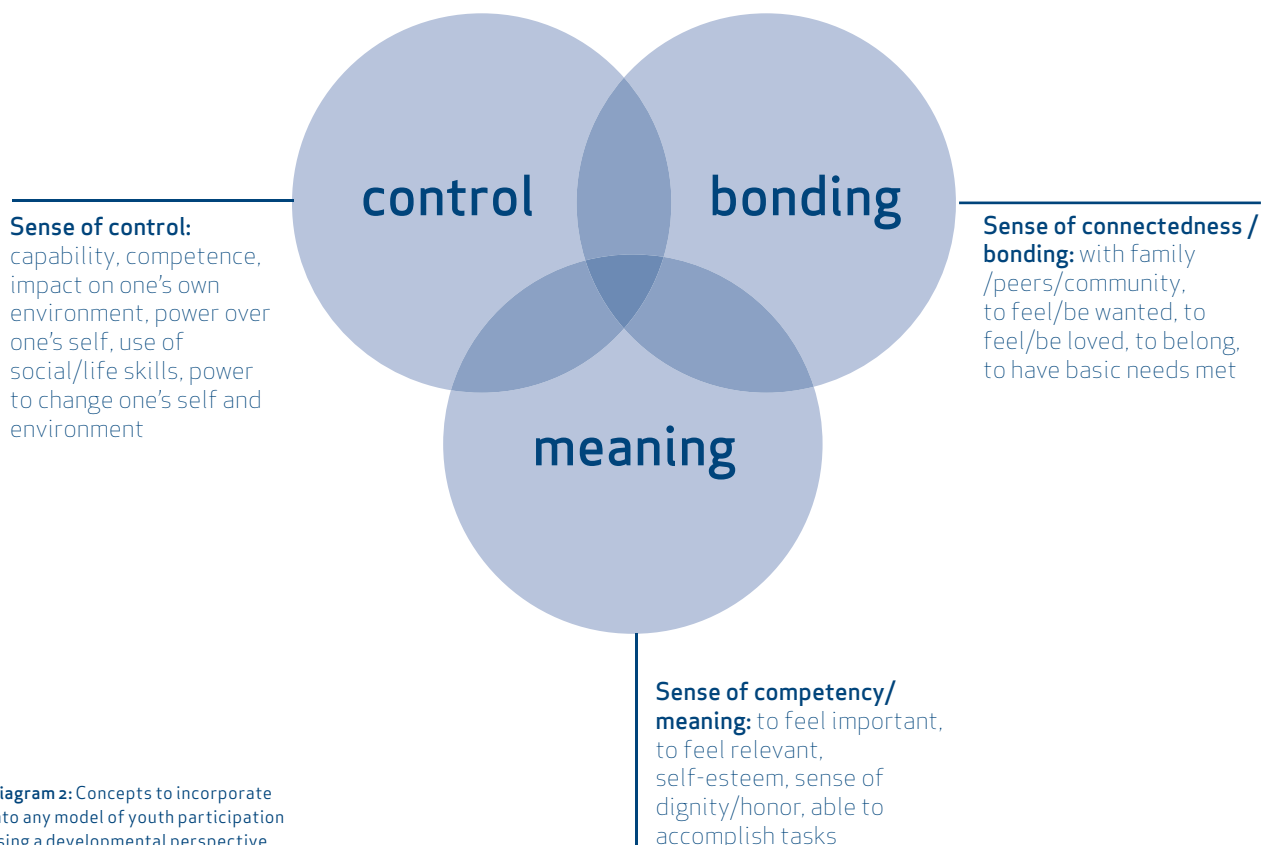 control
bonding
meaning
Sense of control:
capability, competence,
impact on one's own
environment, power over
one's self, use of
social/life skills, power
to change one's self and
environment
Sense of connectedness /
bonding: with family
/peers/community,
to feel/be wanted, to
feel/be loved, to belong,
to have basic needs met
Sense of competency/
meaning: to feel important,
to feel relevant,
self-esteem, sense of
dignity/honor, able to
accomplish tasks
iagram 2: Concepts to incorporate
nto any model of youth participation
sing a developmental perspective